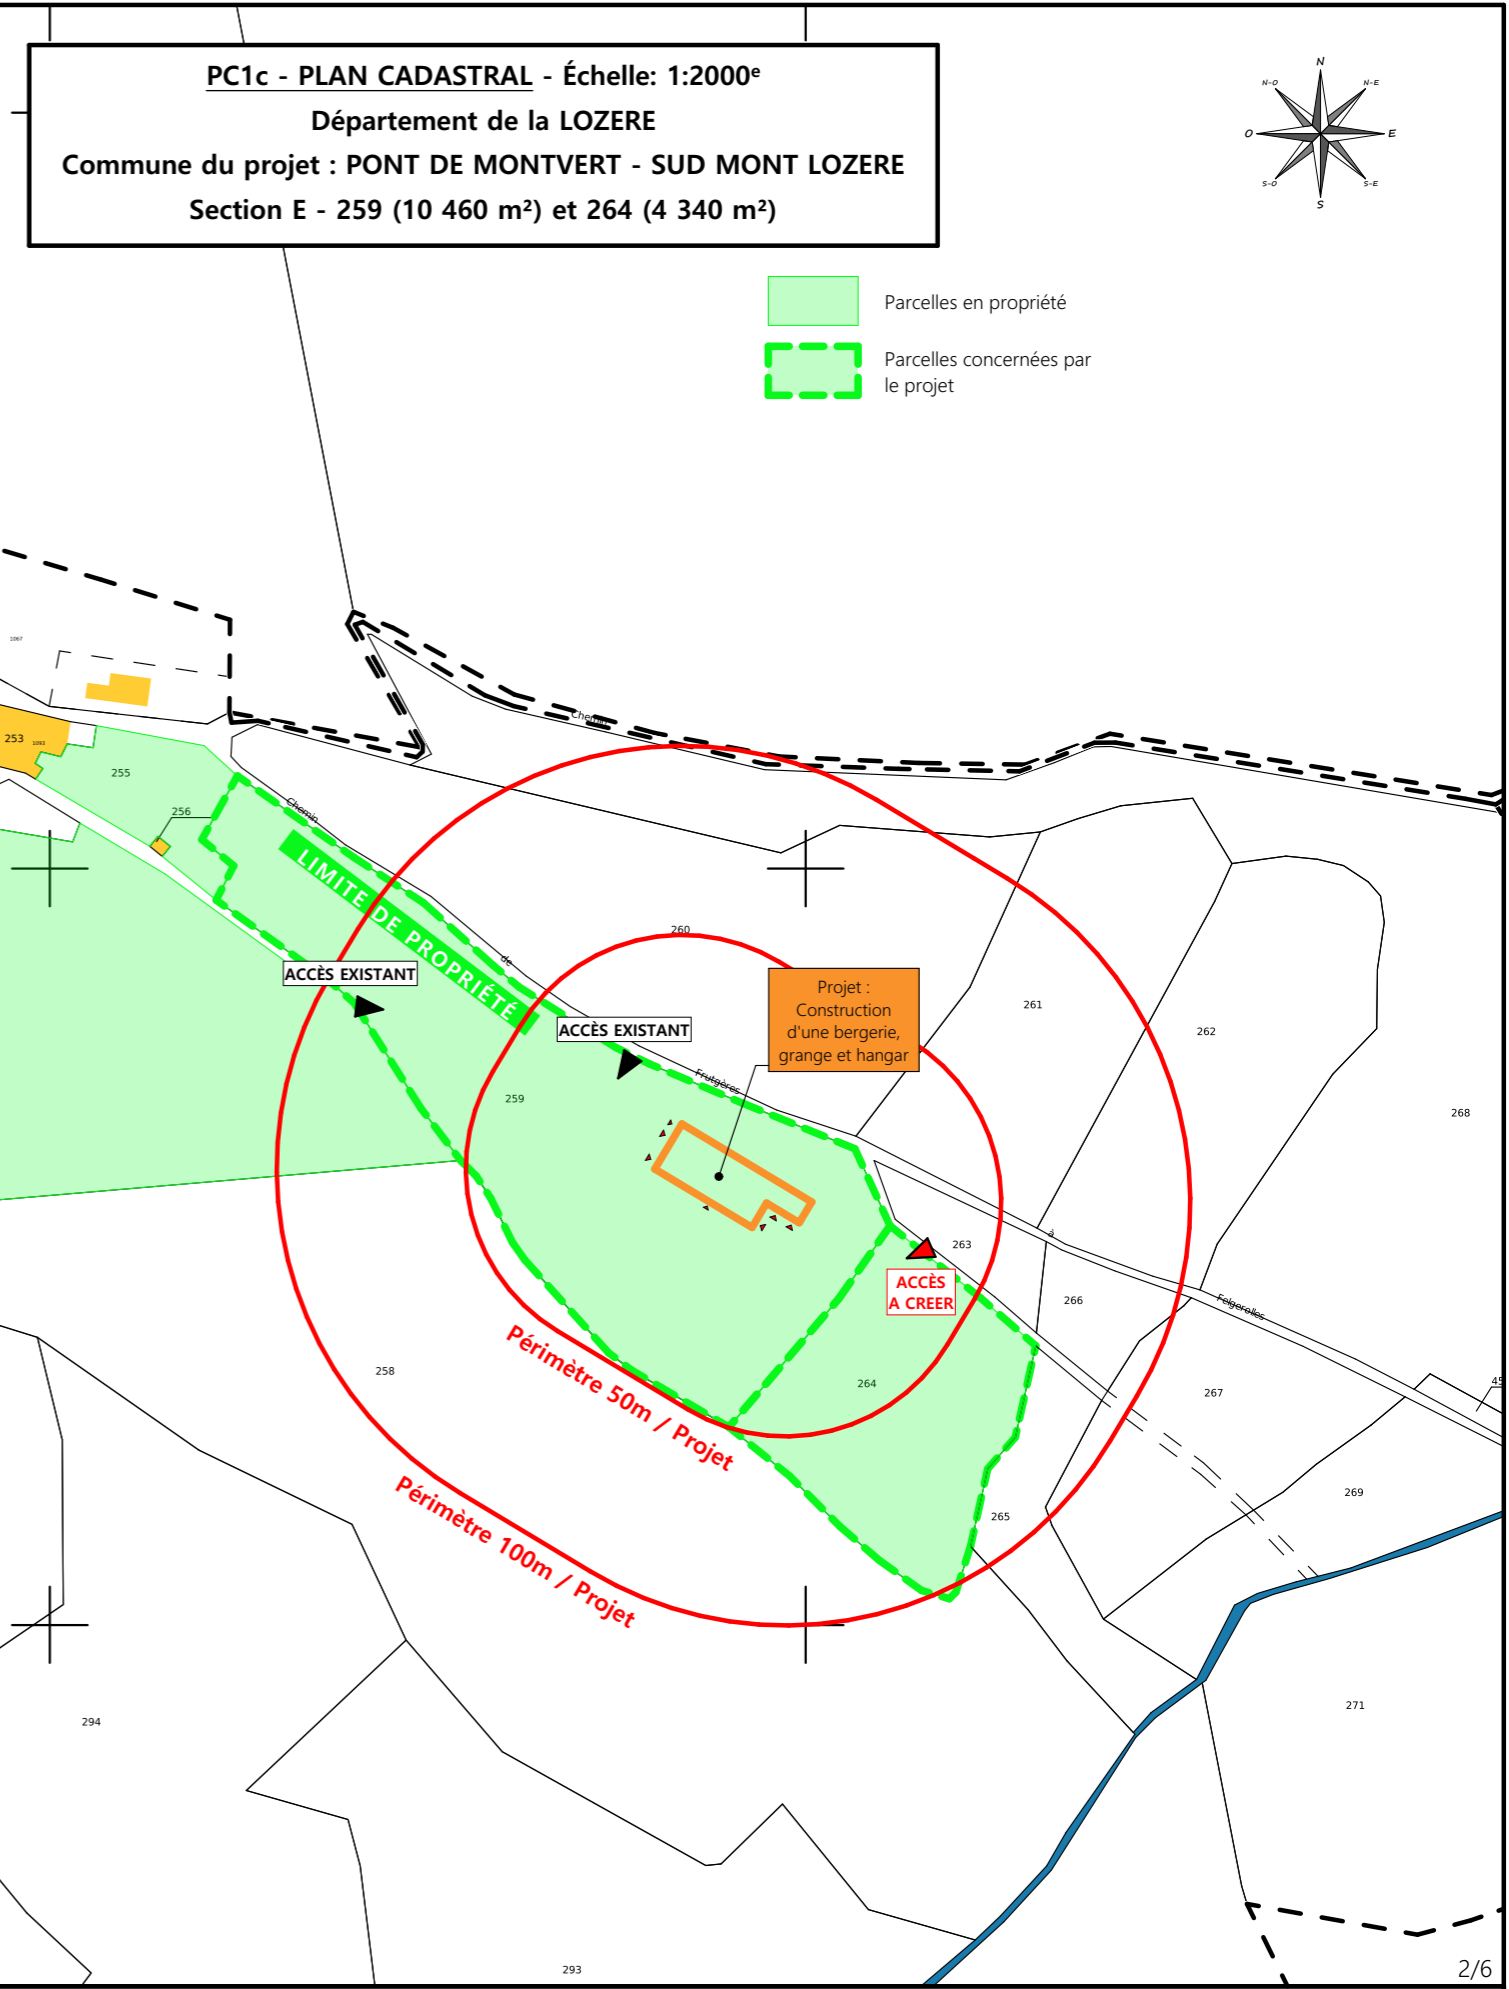 PC1c - PLAN CADASTRAL - Échelle: 1:2000ᵉ
Département de la LOZERE
Commune du projet : PONT DE MONTVERT - SUD MONT LOZERE
Section E - 259 (10 460 m²) et 264 (4 340 m²)
N
N-O
N-E
O
E
S-O
S-E
S
Parcelles en propriété
Parcelles concernées par
le projet
1067
Chemin
253
1093
255
256
Chemin
LIMITE DE PROPRIÉTÉ
260
de
ACCÈS EXISTANT
ACCÈS EXISTANT
Projet :
Construction
d'une bergerie,
grange et hangar
261
262
Frutgères
259
268
à
263
ACCÈS
A CREER
266
Felgerolles
Périmètre 50m / Projet
258
264
267
45
Périmètre 100m / Projet
269
265
294
271
293
2/6